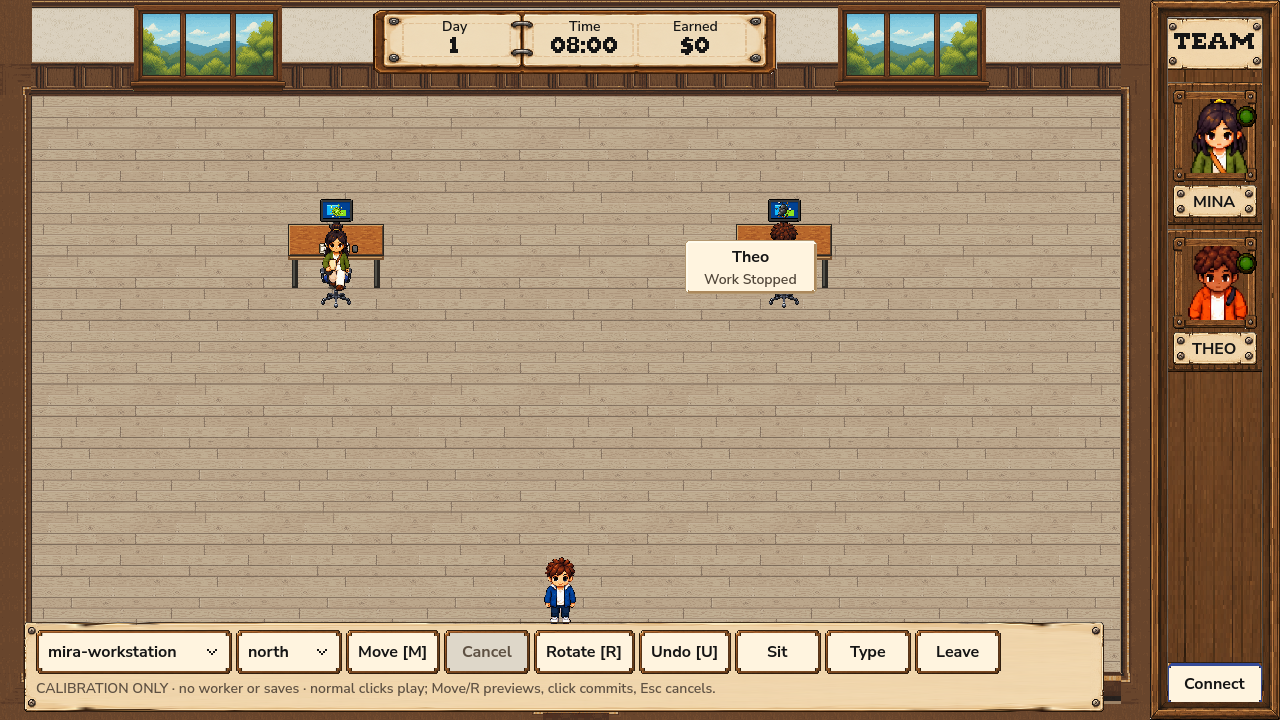 Day
1
Time
08:00
Earned
$0
TEAM
MINA
THEO
Theo
Work Stopped
mira-workstation
north
Move [M]
Cancel
Rotate [R]
Undo [U]
Sit
Type
Leave
CALIBRATION ONLY · no worker or saves · normal clicks play; Move/R previews, click commits, Esc cancels.
Connect